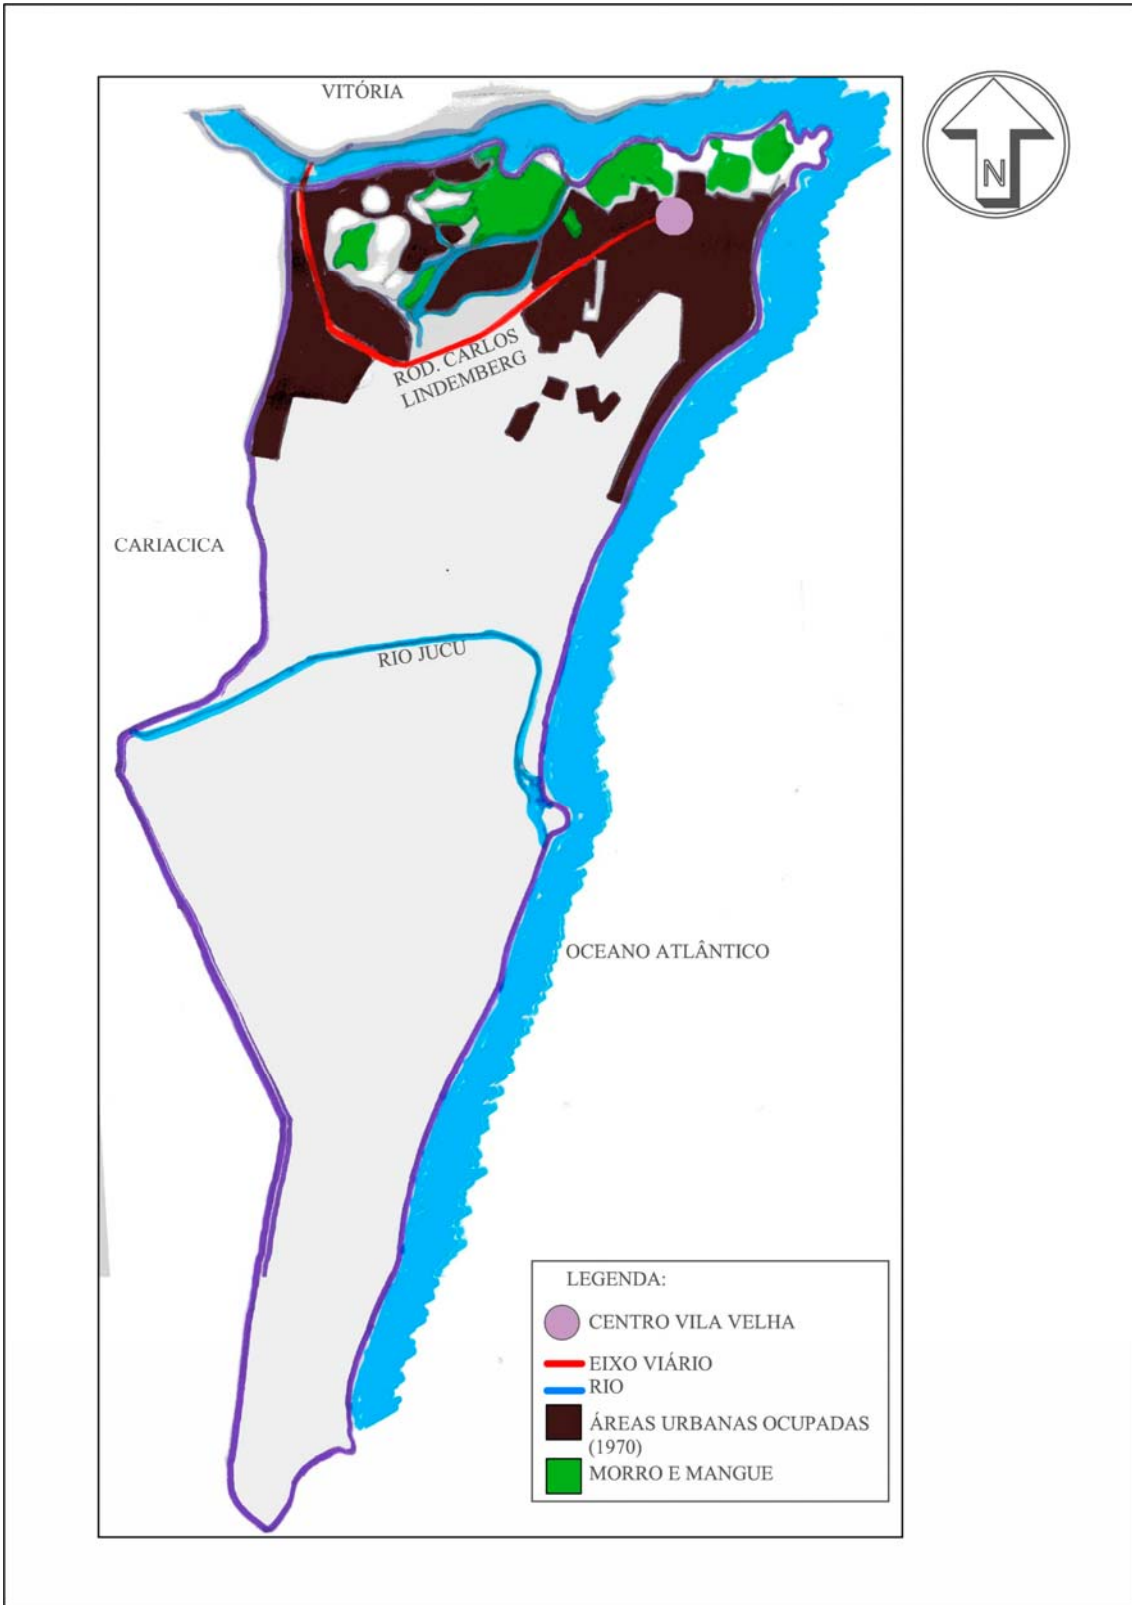 VITÓRIA
N
ROD. CARLOS
LINDEMBERG
CARIACICA
RIO JUCU
OCEANO ATLÂNTICO
LEGENDA:
CENTRO VILA VELHA
EIXO VIÁRIO
RIO
ÁREAS URBANAS OCUPADAS
(1970)
MORRO E MANGUE